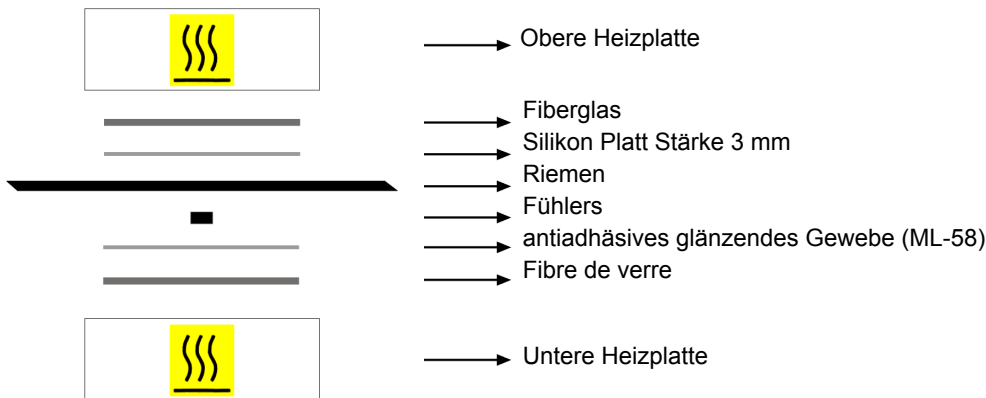 Obere Heizplatte
Fiberglas
Silikon Platt Stärke 3 mm
Riemen
Fühlers
antiadhäsives glänzendes Gewebe (ML-58)
Fibre de verre
Untere Heizplatte